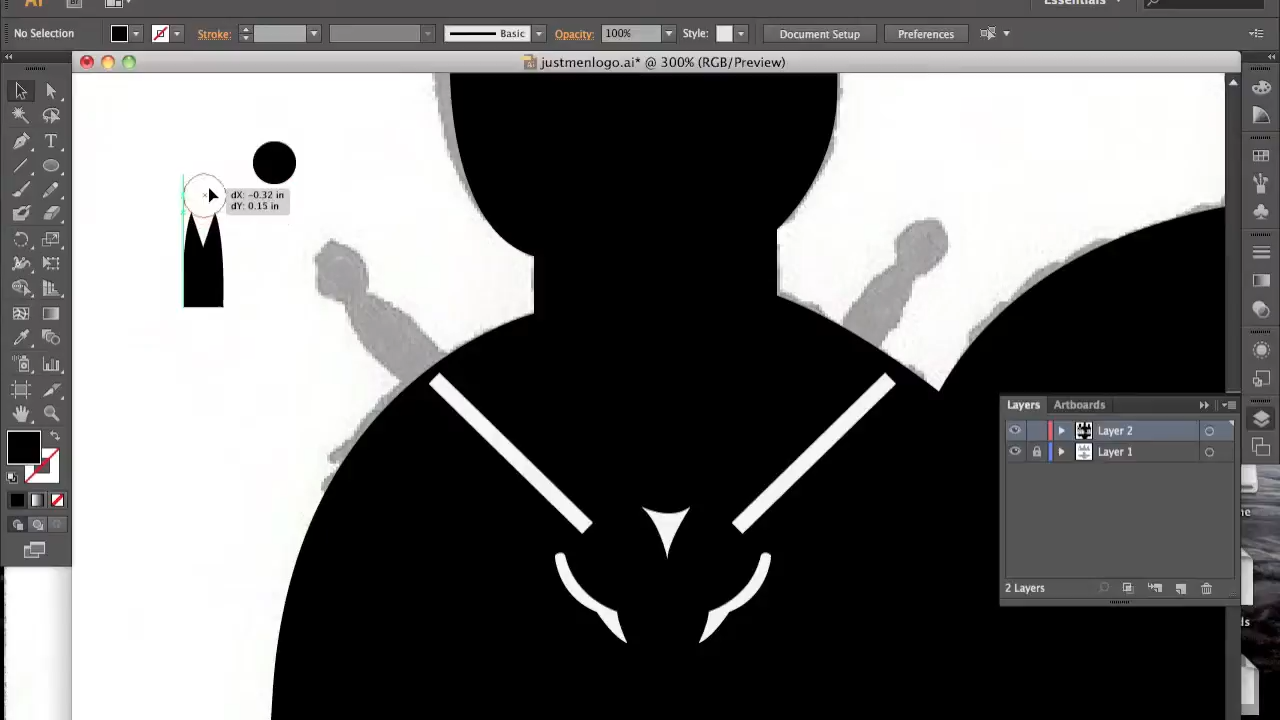 Ai
Essentials
No Selection
Stroke:
Basic
Opacity:
100%
Style:
Document Setup
Preferences
justmenlogo.ai* @ 300% (RGB/Preview)
dX: -0.32 in
dY: 0.15 in
Layers
Artboards
Layer 2
Layer 1
2 Layers